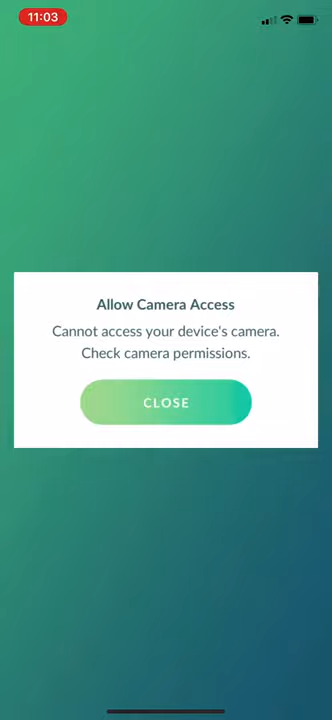 11:03
Allow Camera Access
Cannot access your device's camera.
Check camera permissions.
CLOSE